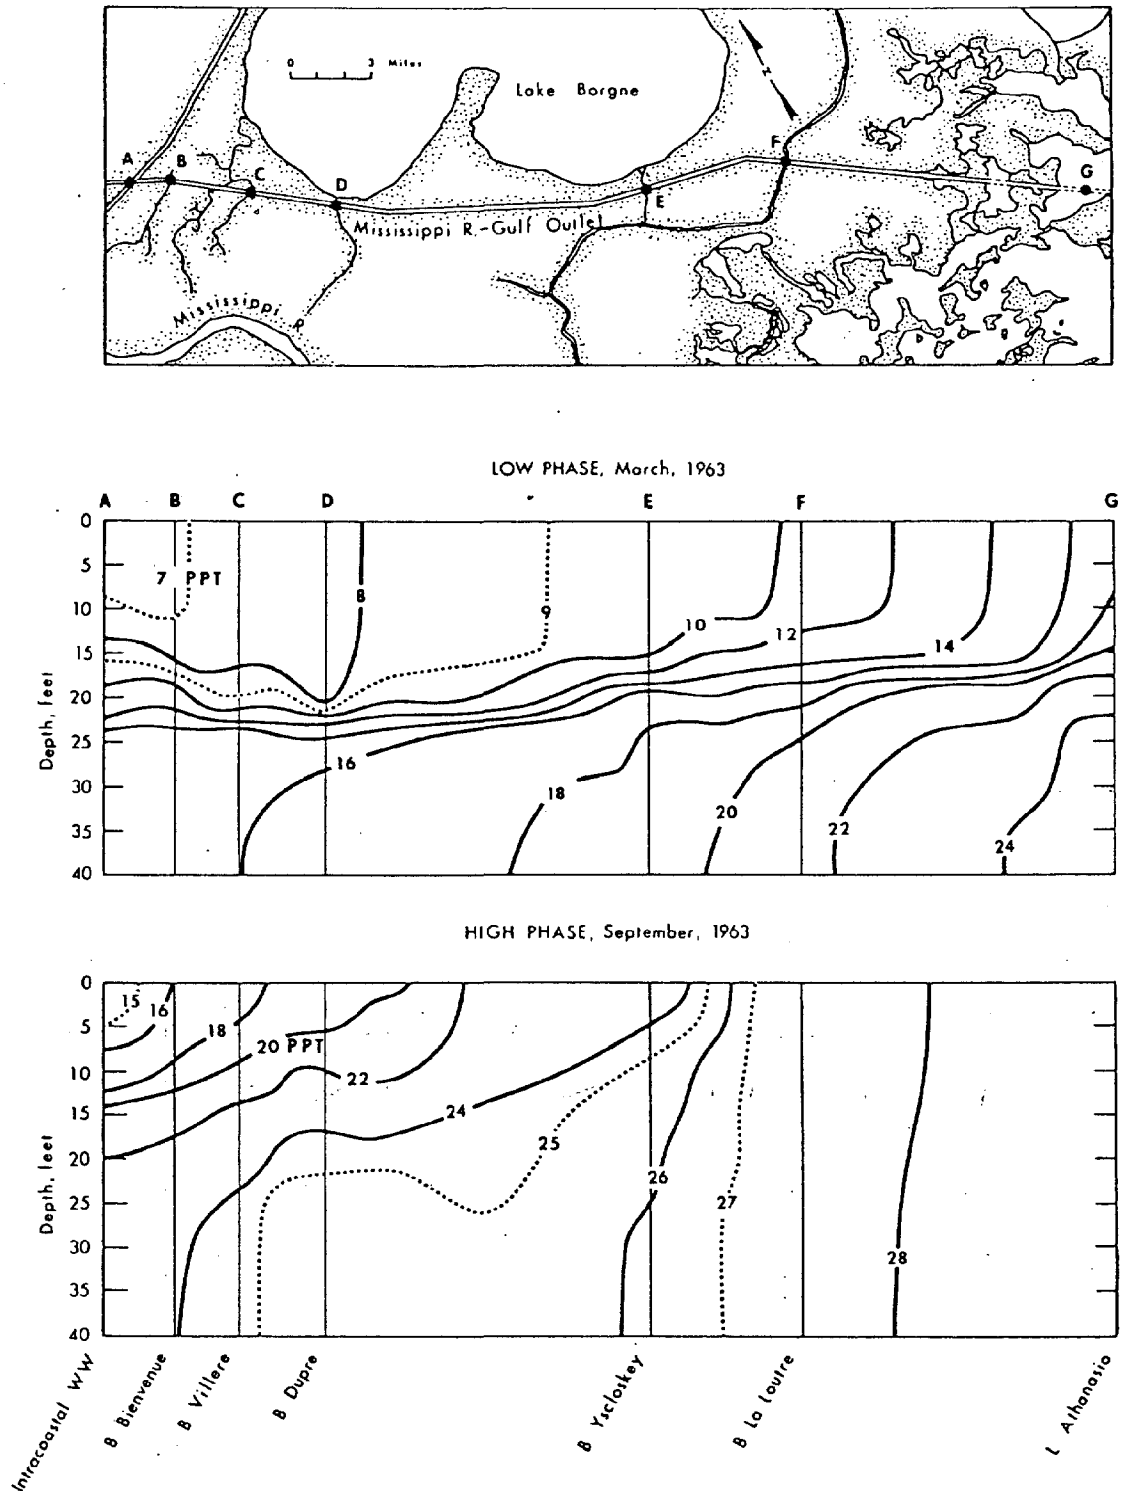 0 3 Miles
Lake Borgne
N
A B C D E F G
Mississippi R.-Gulf Outlet
Mississippi R
LOW PHASE, March, 1963
A B C D E F G
0
5
10
15
20
25
30
35
40
Depth, feet
7 PPT
8
9
10
12
14
16
18
20
22
24
HIGH PHASE, September, 1963
0
5
10
15
20
25
30
35
40
Depth, feet
15
16
18
20 PPT
22
24
25
26
27
28
Intracoastal WW
B Bienvenue
B Villere
B Dupre
B Yscloskey
B La Loutre
L Athanasio